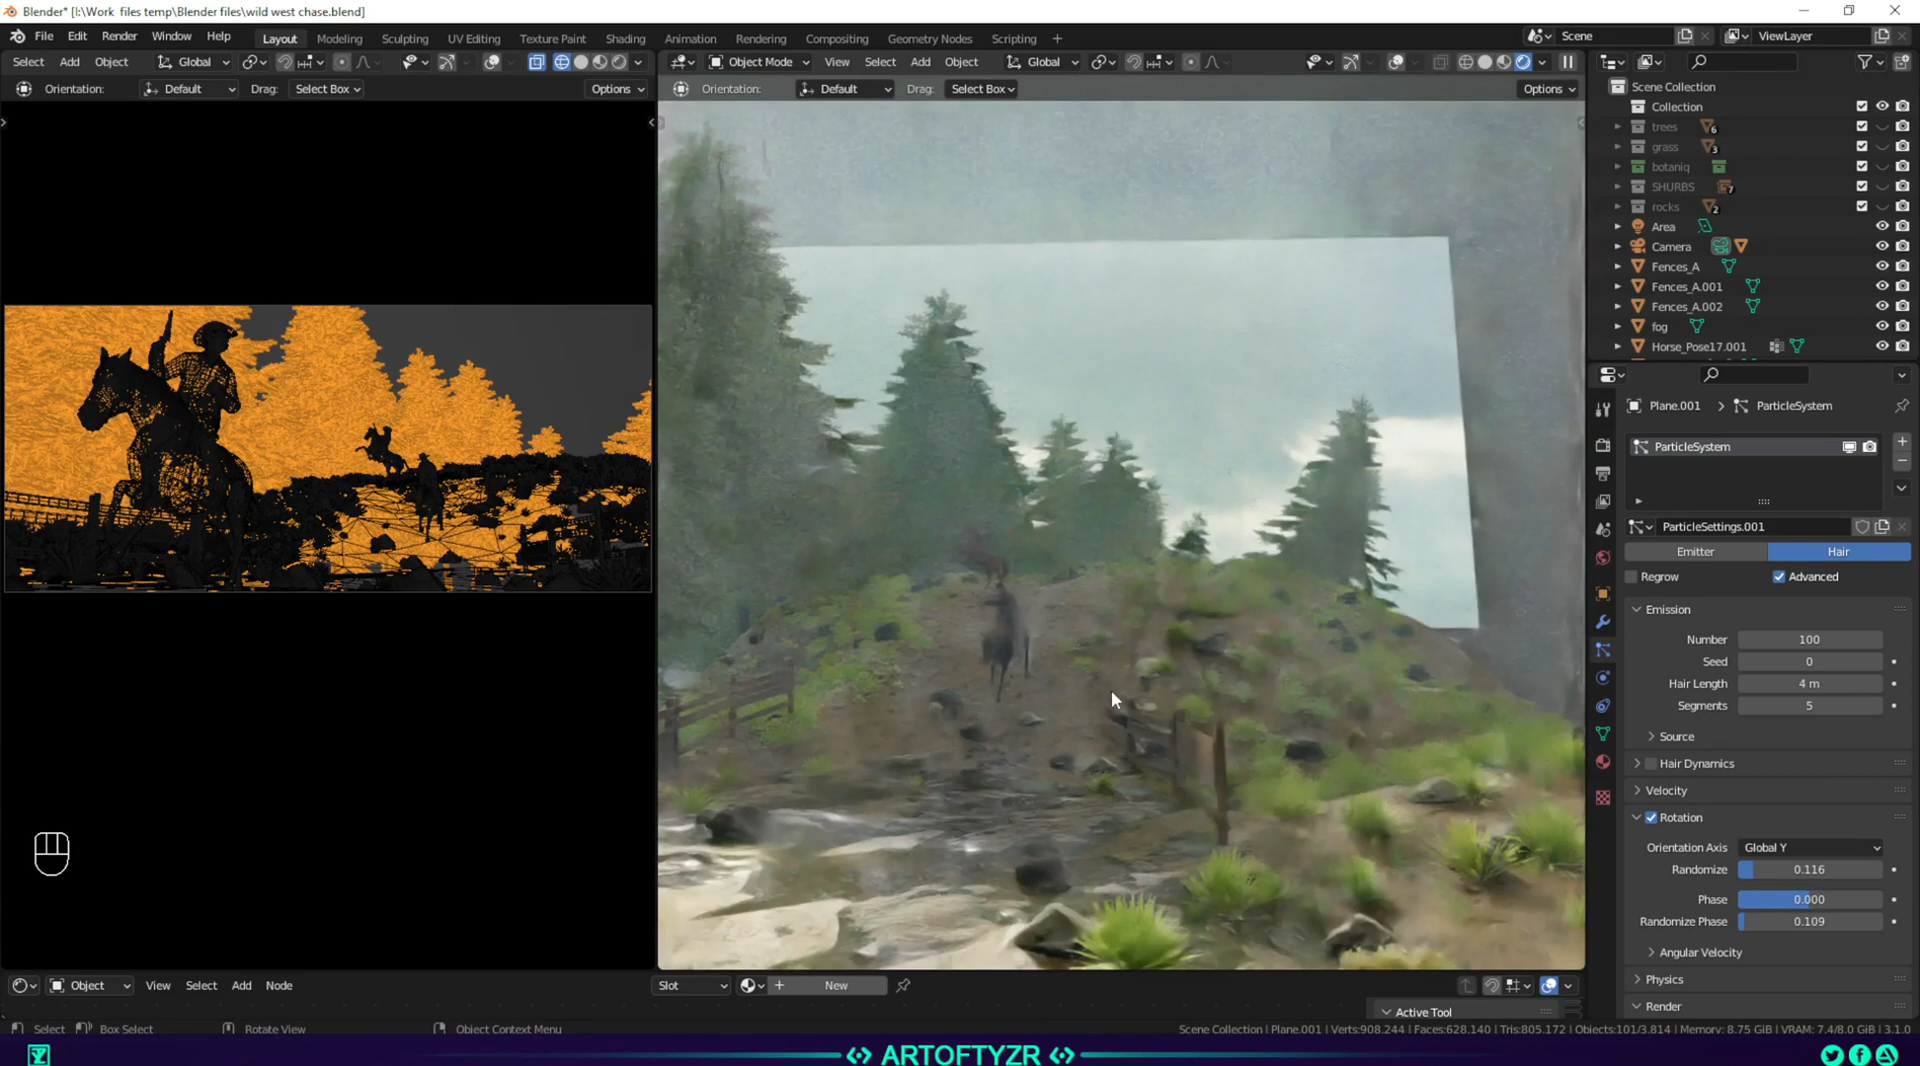 Blender* [I:\Work files temp\Blender files\wild west chase.blend]
File Edit Render Window Help Layout Modeling Sculpting UV Editing Texture Paint Shading Animation Rendering Compositing Geometry Nodes Scripting + Scene ViewLayer
Select Add Object Global Object Mode View Select Add Object Global
Orientation: Default Drag: Select Box Options Orientation: Default Drag: Select Box Options
Scene Collection
Collection
trees 6
grass 3
botaniq
SHURBS 7
rocks 2
Area
Camera
Fences_A
Fences_A.001
Fences_A.002
fog
Horse_Pose17.001
Plane.001 > ParticleSystem
ParticleSystem
ParticleSettings.001
Emitter Hair
Regrow Advanced
Emission
Number 100
Seed 0
Hair Length 4 m
Segments 5
Source
Hair Dynamics
Velocity
Rotation
Orientation Axis Global Y
Randomize 0.116
Phase 0.000
Randomize Phase 0.109
Angular Velocity
Physics
Render
Object View Select Add Node Slot New
Active Tool
Select Box Select Rotate View Object Context Menu Scene Collection | Plane.001 | Verts:908.244 | Faces:628.140 | Tris:805.172 | Objects:101/3.814 | Memory: 8.75 GiB | VRAM: 7.4/8.0 GiB | 3.1.0
ARTOFTYZR